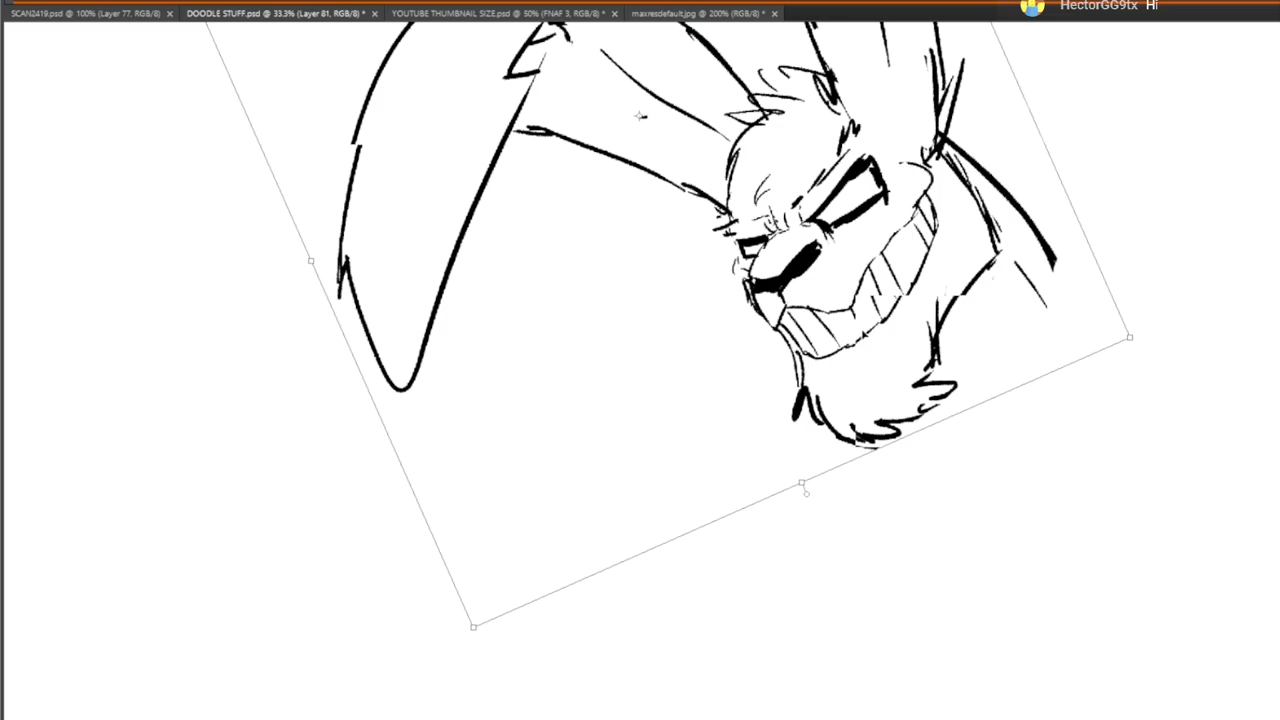 HectorGG9tx Hi
SCAN2419.psd @ 100% (Layer 77, RGB/8) × DOODLE STUFF.psd @ 33.3% (Layer 81, RGB/8) * × YOUTUBE THUMBNAIL SIZE.psd @ 50% (FNAF 3, RGB/8) * × maxresdefault.jpg @ 200% (RGB/8) * ×